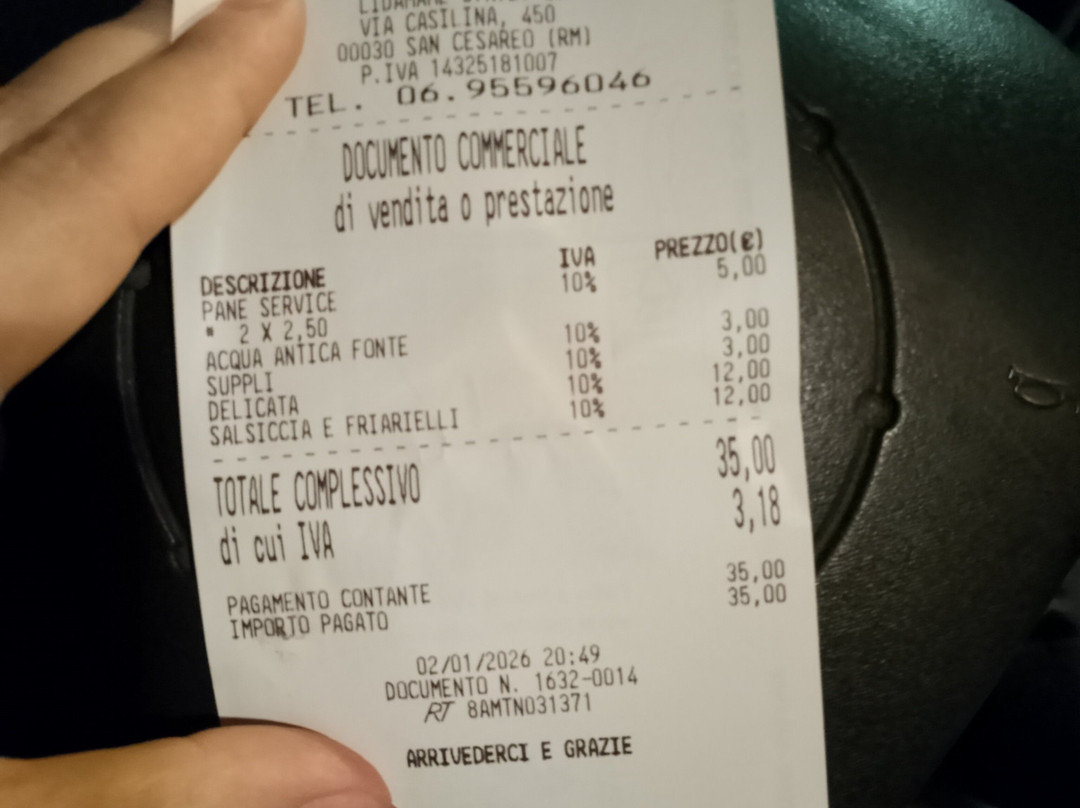 VIA CASILINA, 450
00030 SAN CESAREO (RM)
P.IVA 14325181007
TEL. 06.95596046
DOCUMENTO COMMERCIALE
di vendita o prestazione
DESCRIZIONE IVA PREZZO(€)
PANE SERVICE 10% 5,00
* 2 X 2,50
ACQUA ANTICA FONTE 10% 3,00
SUPPLI 10% 3,00
DELICATA 10% 12,00
SALSICCIA E FRIARIELLI 10% 12,00
TOTALE COMPLESSIVO 35,00
di cui IVA 3,18
PAGAMENTO CONTANTE 35,00
IMPORTO PAGATO 35,00
02/01/2026 20:49
DOCUMENTO N. 1632-0014
RT 8AMTN031371
ARRIVEDERCI E GRAZIE